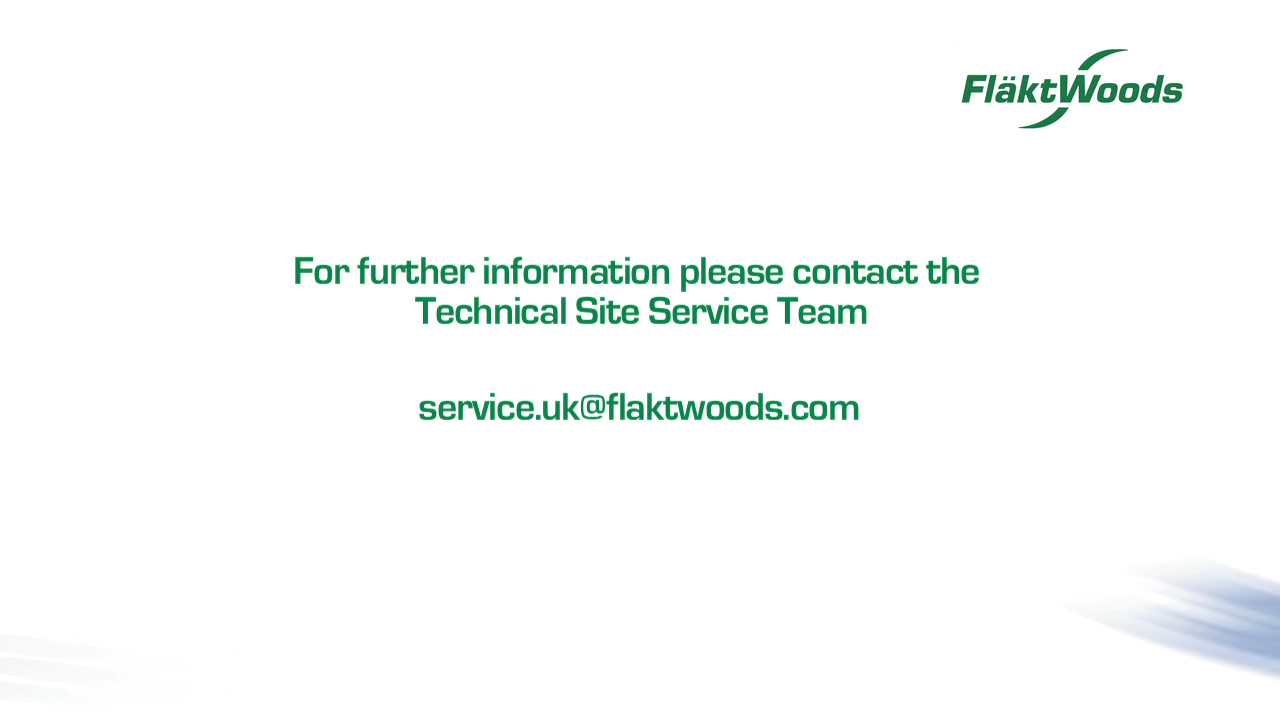 FläktWoods
For further information please contact the
Technical Site Service Team
service.uk@flaktwoods.com